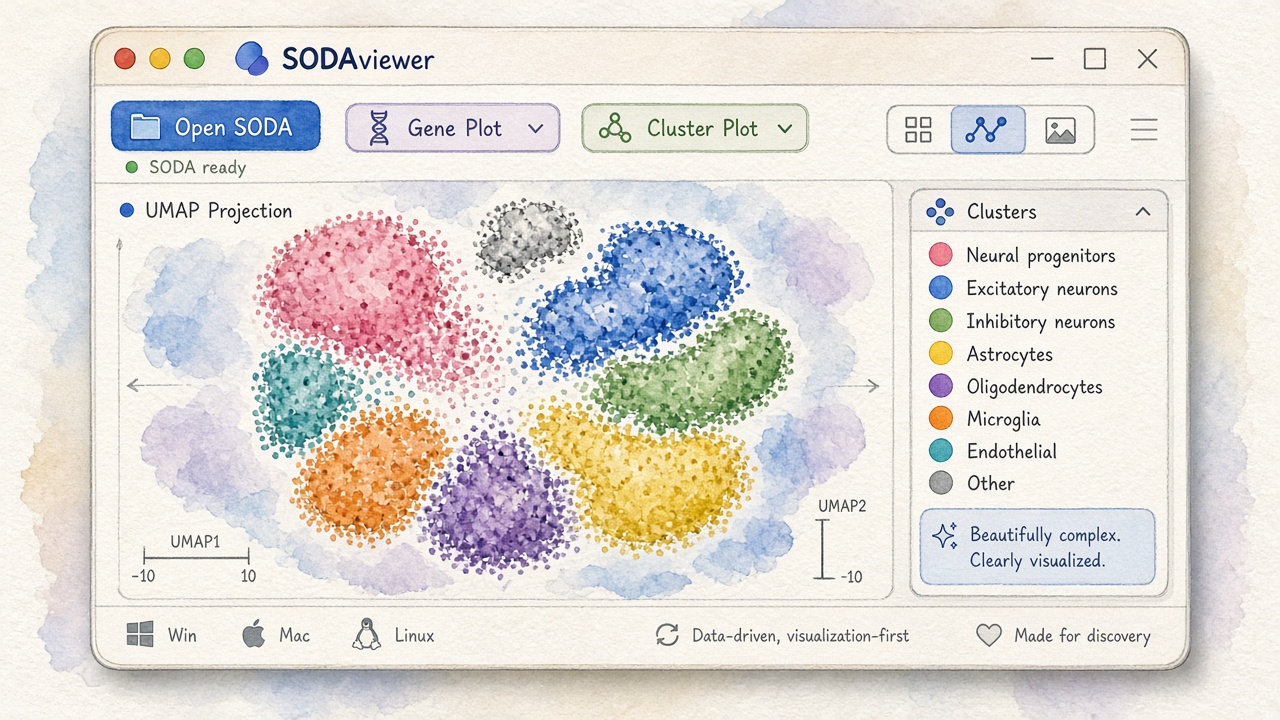 SODAviewer
Open SODA
Gene Plot
Cluster Plot
SODA ready
UMAP Projection
Clusters
Neural progenitors
Excitatory neurons
Inhibitory neurons
Astrocytes
Oligodendrocytes
Microglia
Endothelial
Other
UMAP2
-10
UMAP1
-10 10
Beautifully complex.
Clearly visualized.
Win
Mac
Linux
Data-driven, visualization-first
Made for discovery